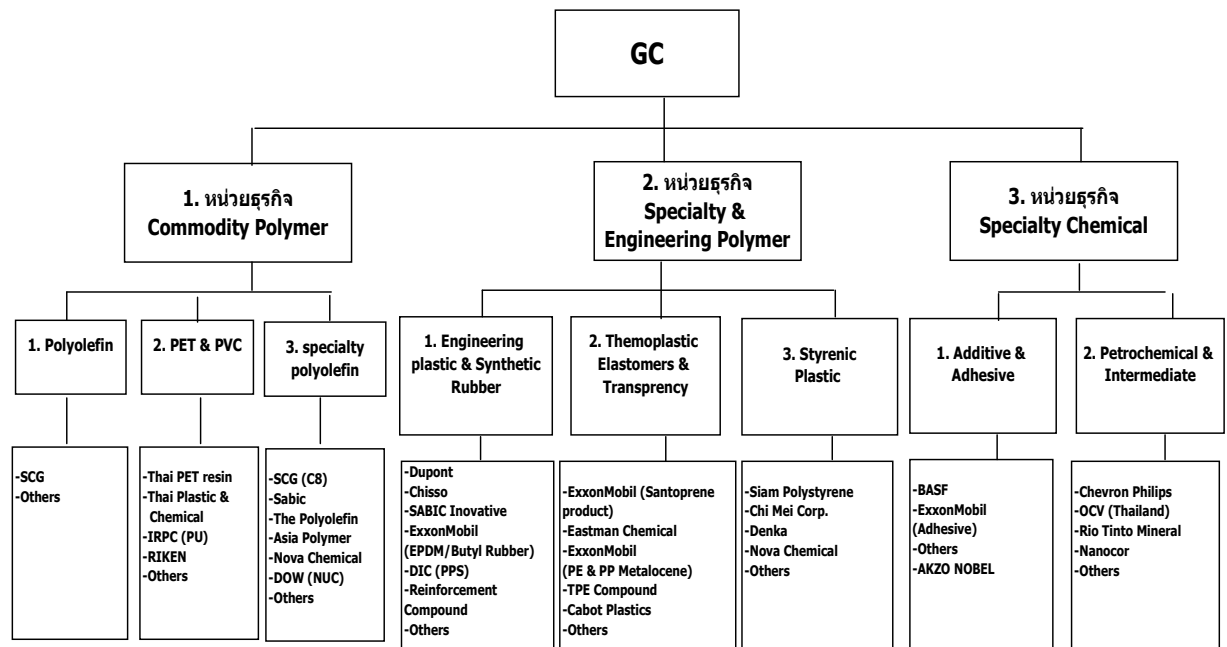 GC
1. หน่วยธุรกิจ
Commodity Polymer
2. หน่วยธุรกิจ
Specialty &
Engineering Polymer
3. หน่วยธุรกิจ
Specialty Chemical
1. Polyolefin
2. PET & PVC
3. specialty
polyolefin
1. Engineering
plastic & Synthetic
Rubber
2. Themoplastic
Elastomers &
Transprency
3. Styrenic
Plastic
1. Additive &
Adhesive
2. Petrochemical &
Intermediate
-SCG
-Others
-Thai PET resin
-Thai Plastic &
Chemical
-IRPC (PU)
-RIKEN
-Others
-SCG (C8)
-Sabic
-The Polyolefin
-Asia Polymer
-Nova Chemical
-DOW (NUC)
-Others
-Dupont
-Chisso
-SABIC Inovative
-ExxonMobil
(EPDM/Butyl Rubber)
-DIC (PPS)
-Reinforcement
Compound
-Others
-ExxonMobil (Santoprene
product)
-Eastman Chemical
-ExxonMobil
(PE & PP Metalocene)
-TPE Compound
-Cabot Plastics
-Others
-Siam Polystyrene
-Chi Mei Corp.
-Denka
-Nova Chemical
-Others
-BASF
-ExxonMobil
(Adhesive)
-Others
-AKZO NOBEL
-Chevron Philips
-OCV (Thailand)
-Rio Tinto Mineral
-Nanocor
-Others